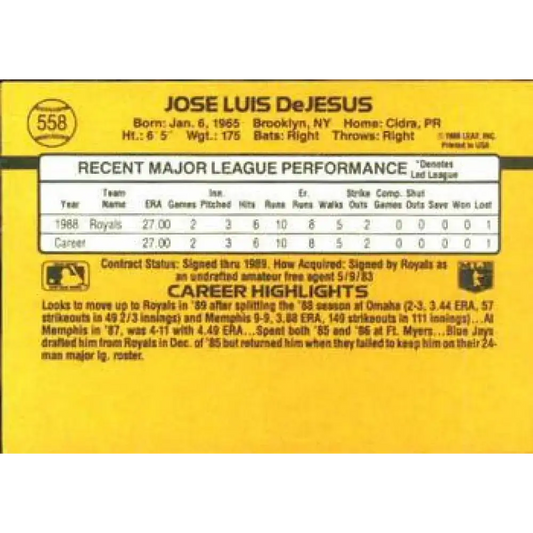 558
JOSE LUIS DeJESUS
Born: Jan. 6, 1965 Brooklyn, NY Home: Cidra, PR
Ht.: 6' 5" Wgt.: 175 Bats: Right Throws: Right
© 1988 LEAF, INC.
Printed in USA
RECENT MAJOR LEAGUE PERFORMANCE *Denotes Led League
Year Team Name ERA Games Inn. Pitched Hits Runs Er. Runs Walks Strike Outs Comp. Games Shut Outs Save Won Lost
1988 Royals 27.00 2 3 6 10 8 5 2 0 0 0 0 1
Career 27.00 2 3 6 10 8 5 2 0 0 0 0 1
Contract Status: Signed thru 1989. How Acquired: Signed by Royals as
an undrafted amateur free agent 5/9/83
CAREER HIGHLIGHTS
Looks to move up to Royals in '89 after splitting the '88 season at Omaha (2-3, 3.44 ERA, 57
strikeouts in 49 2/3 innings) and Memphis 9-9, 3.88 ERA, 149 strikeouts in 111 innings)...At
Memphis in '87, was 4-11 with 4.49 ERA...Spent both '85 and '86 at Ft. Myers...Blue Jays
drafted him from Royals in Dec. of '85 but returned him when they failed to keep him on their 24-
man major lg. roster.